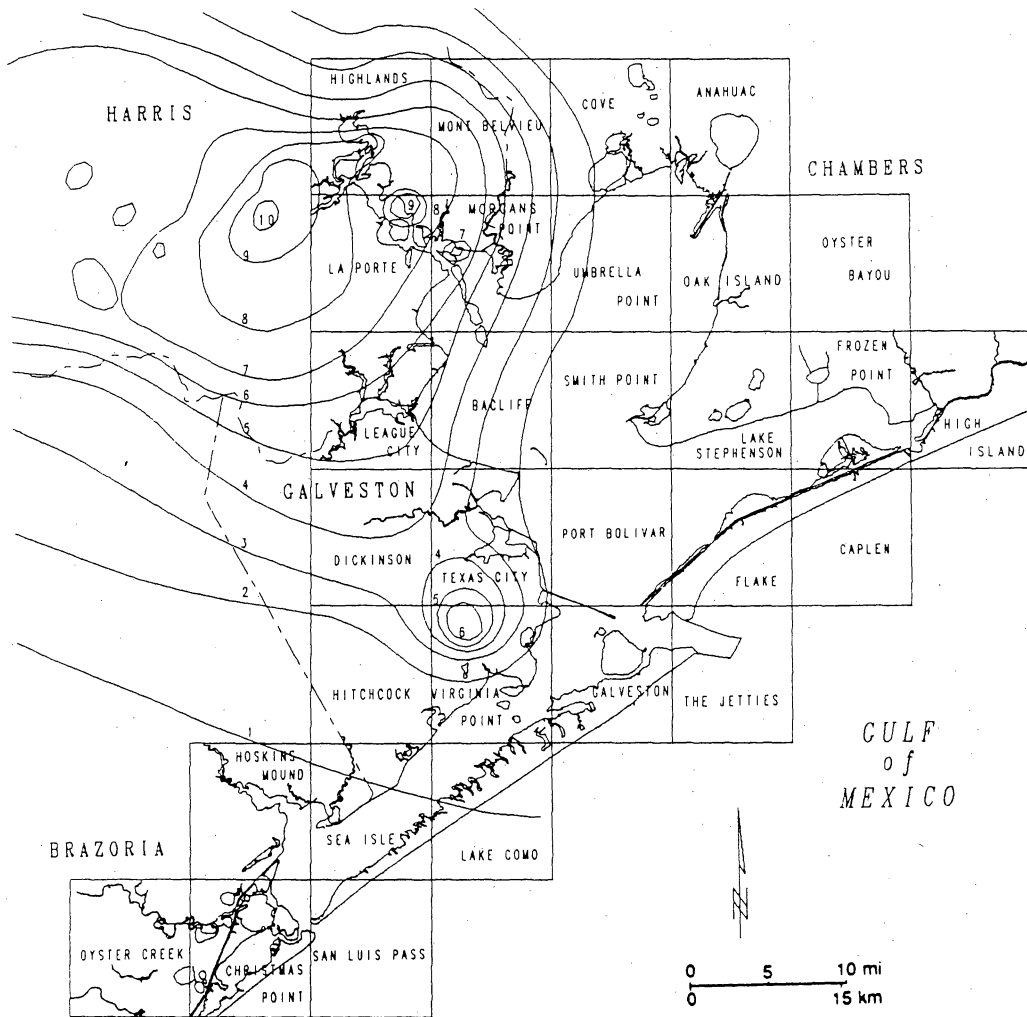 HIGHLANDS
COVE
ANAHUAC
HARRIS
MONT BELVIEU
CHAMBERS
10
9
8
MORGANS
POINT
7
9
LA PORTE
UMBRELLA
POINT
OAK ISLAND
OYSTER
BAYOU
8
7
6
5
SMITH POINT
FROZEN
POINT
BACLIFF
LEAGUE
CITY
LAKE
STEPHENSON
HIGH
ISLAND
4
GALVESTON
3
DICKINSON
4
TEXAS CITY
PORT BOLIVAR
CAPLEN
FLAKE
2
5
6
HITCHCOCK
VIRGINIA
POINT
GALVESTON
THE JETTIES
1
HOSKINS
MOUND
GULF
of
MEXICO
BRAZORIA
SEA ISLE
LAKE COMO
N
OYSTER CREEK
CHRISTMAS
POINT
SAN LUIS PASS
0 5 10 mi
0 15 km